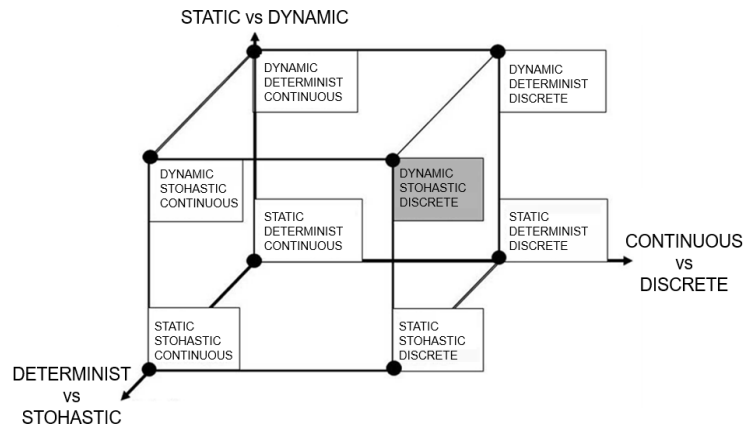 STATIC vs DYNAMIC
DYNAMIC
DETERMINIST
CONTINUOUS
DYNAMIC
DETERMINIST
DISCRETE
DYNAMIC
STOHASTIC
CONTINUOUS
DYNAMIC
STOHASTIC
DISCRETE
STATIC
DETERMINIST
CONTINUOUS
STATIC
DETERMINIST
DISCRETE
CONTINUOUS
vs
DISCRETE
STATIC
STOHASTIC
CONTINUOUS
STATIC
STOHASTIC
DISCRETE
DETERMINIST
vs
STOHASTIC